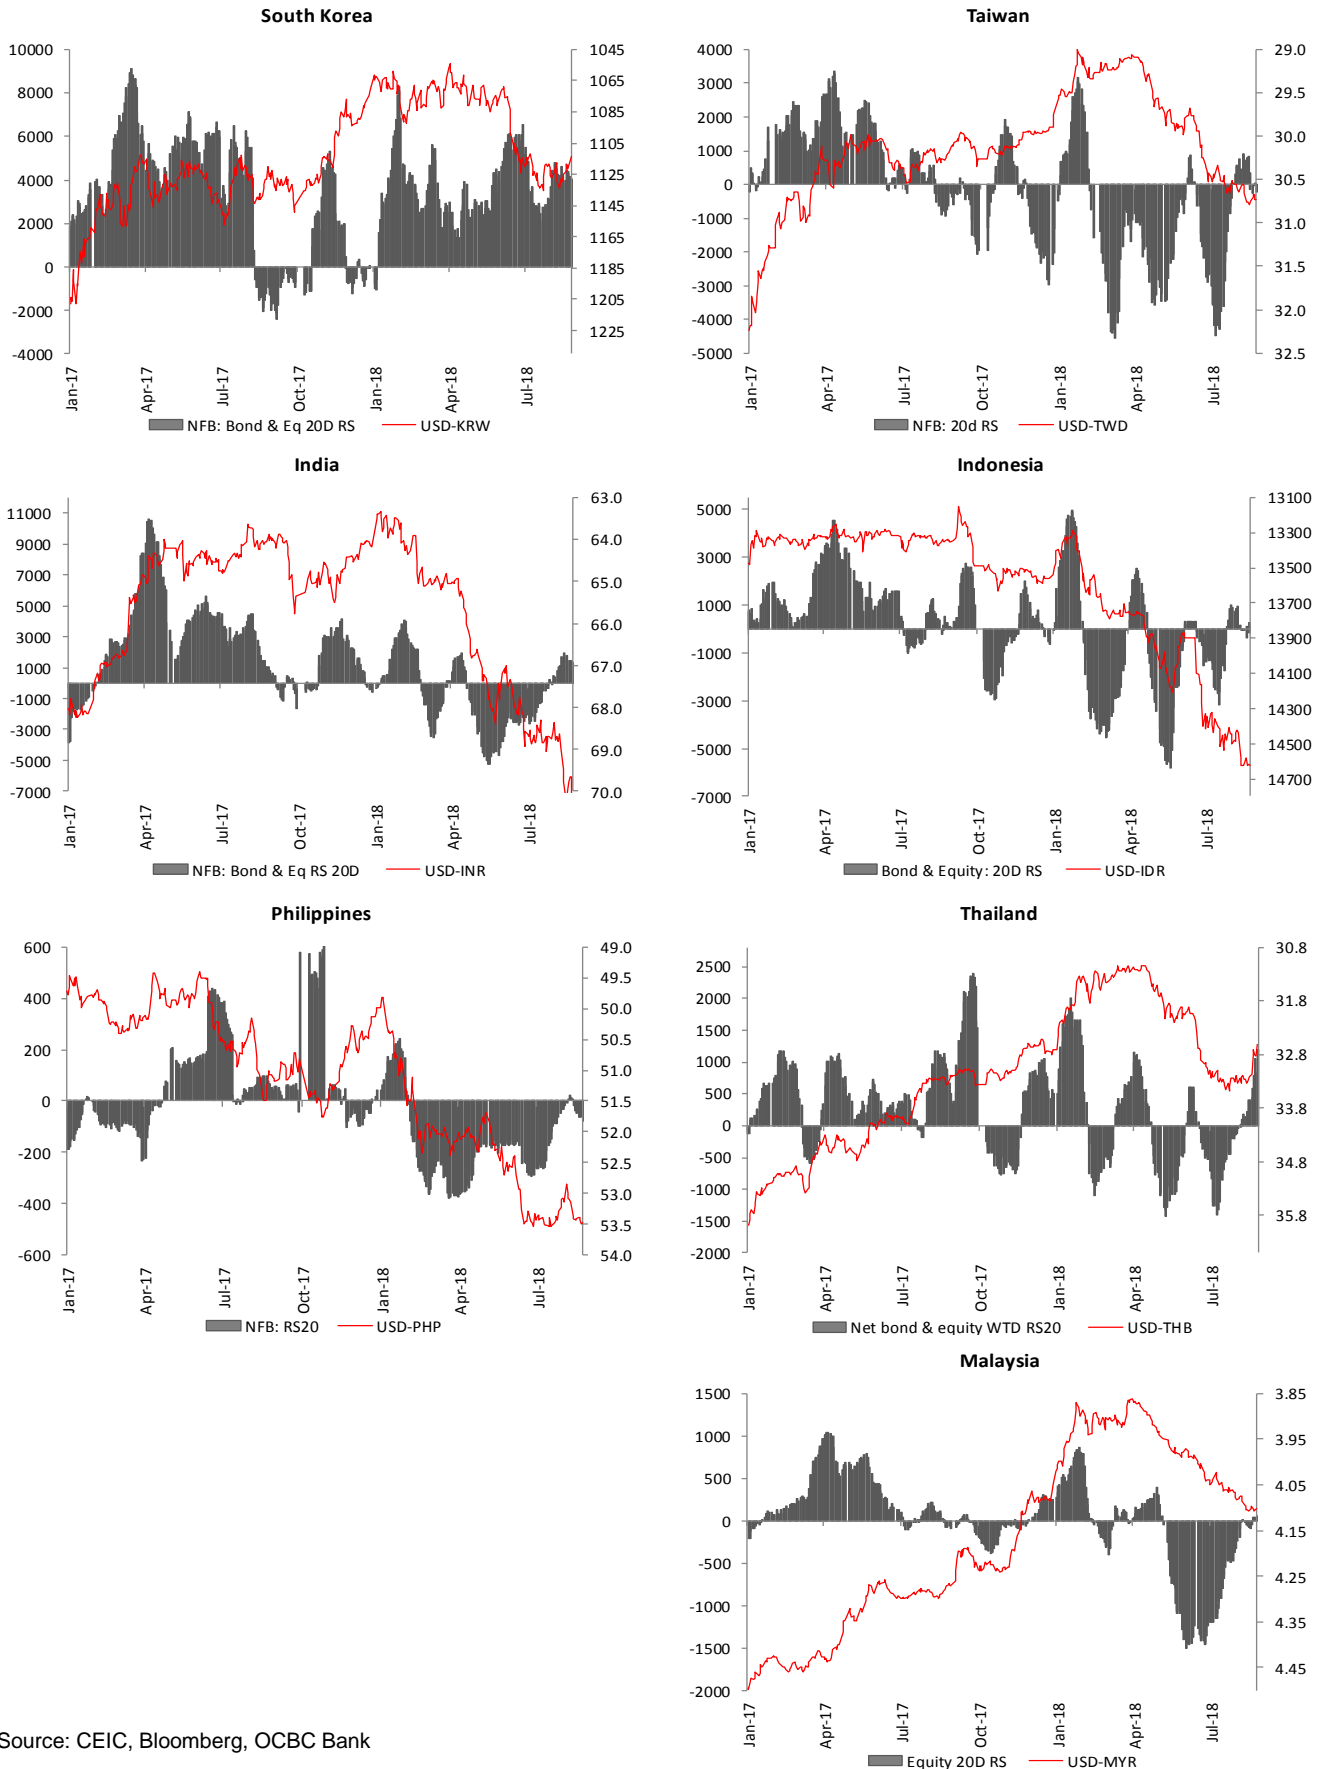 South Korea
10000
8000
6000
4000
2000
0
-2000
-4000
1045
1065
1085
1105
1125
1145
1165
1185
1205
1225
Jan-17
Apr-17
Jul-17
Oct-17
Jan-18
Apr-18
Jul-18
NFB: Bond & Eq 20D RS USD-KRW
Taiwan
4000
3000
2000
1000
0
-1000
-2000
-3000
-4000
-5000
29.0
29.5
30.0
30.5
31.0
31.5
32.0
32.5
Jan-17
Apr-17
Jul-17
Oct-17
Jan-18
Apr-18
Jul-18
NFB: 20d RS USD-TWD
India
11000
9000
7000
5000
3000
1000
-1000
-3000
-5000
-7000
63.0
64.0
65.0
66.0
67.0
68.0
69.0
70.0
Jan-17
Apr-17
Jul-17
Oct-17
Jan-18
Apr-18
Jul-18
NFB: Bond & Eq RS 20D USD-INR
Indonesia
5000
3000
1000
-1000
-3000
-5000
-7000
13100
13300
13500
13700
13900
14100
14300
14500
14700
Jan-17
Apr-17
Jul-17
Oct-17
Jan-18
Apr-18
Jul-18
Bond & Equity: 20D RS USD-IDR
Philippines
600
400
200
0
-200
-400
-600
49.0
49.5
50.0
50.5
51.0
51.5
52.0
52.5
53.0
53.5
54.0
Jan-17
Apr-17
Jul-17
Oct-17
Jan-18
Apr-18
Jul-18
NFB: RS20 USD-PHP
Thailand
2500
2000
1500
1000
500
0
-500
-1000
-1500
-2000
30.8
31.8
32.8
33.8
34.8
35.8
Jan-17
Apr-17
Jul-17
Oct-17
Jan-18
Apr-18
Jul-18
Net bond & equity WTD RS20 USD-THB
Malaysia
1500
1000
500
0
-500
-1000
-1500
-2000
3.85
3.95
4.05
4.15
4.25
4.35
4.45
Jan-17
Apr-17
Jul-17
Oct-17
Jan-18
Apr-18
Jul-18
Equity 20D RS USD-MYR
Source: CEIC, Bloomberg, OCBC Bank